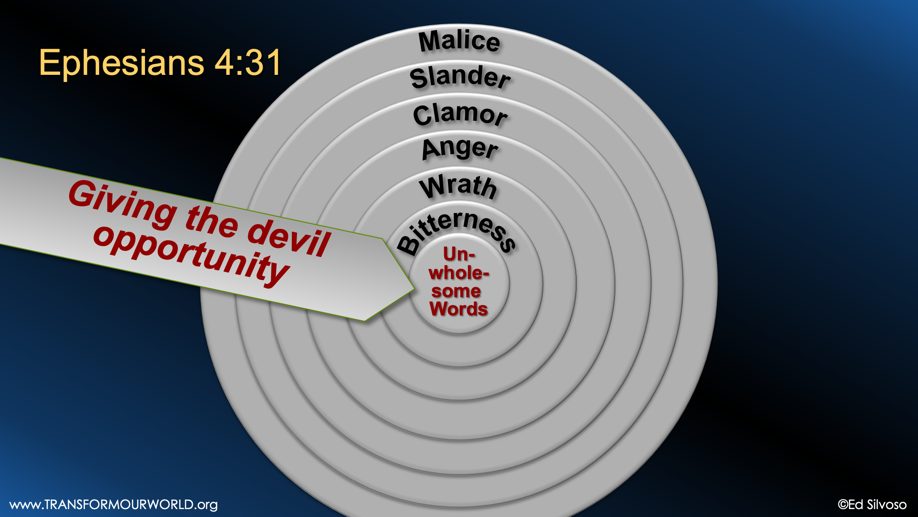 Ephesians 4:31
Malice
Slander
Clamor
Anger
Wrath
Bitterness
Giving the devil
opportunity
Un-
whole-
some
Words
www.TRANSFORMOURWORLD.org
©Ed Silvoso